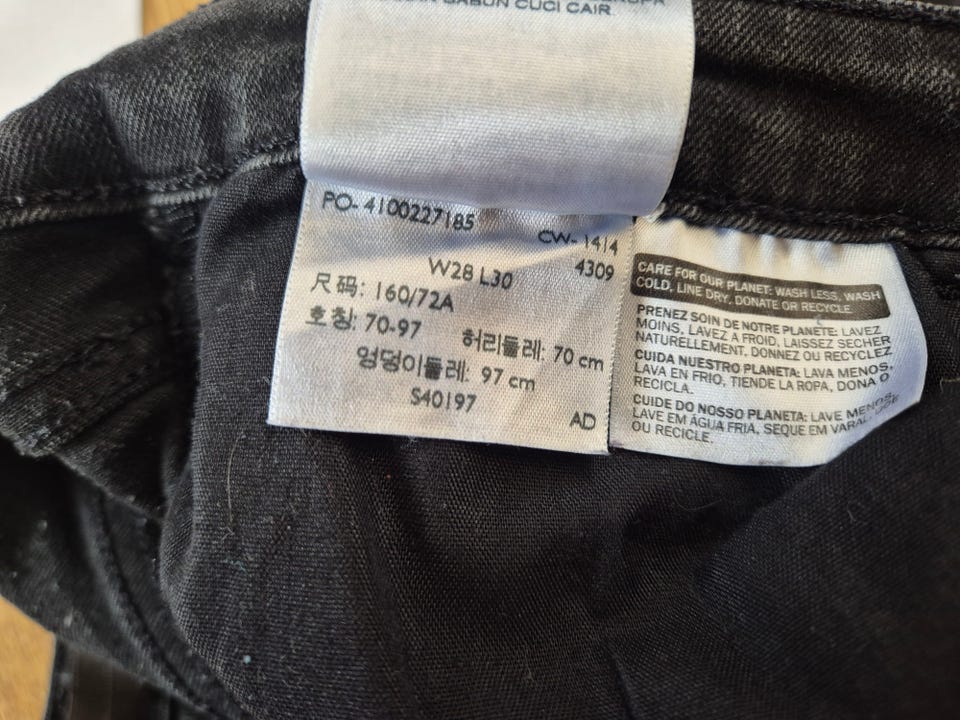 SABUN CUCI CAIR.
PO- 4100227185
CW- 1414
W28 L30
4309
尺码: 160/72A
호칭: 70-97
허리둘레: 70 cm
엉덩이둘레: 97 cm
S40197
AD
CARE FOR OUR PLANET: WASH LESS, WASH
COLD, LINE DRY, DONATE OR RECYCLE.
PRENEZ SOIN DE NOTRE PLANETE: LAVEZ
MOINS, LAVEZ A FROID, LAISSEZ SECHER
NATURELLEMENT, DONNEZ OU RECYCLEZ.
CUIDA NUESTRO PLANETA: LAVA MENOS,
LAVA EN FRIO, TIENDE LA ROPA, DONA O
RECICLA.
CUIDE DO NOSSO PLANETA: LAVE MENOS,
LAVE EM ÁGUA FRIA, SEQUE EM VARAL, DOE
OU RECICLE.